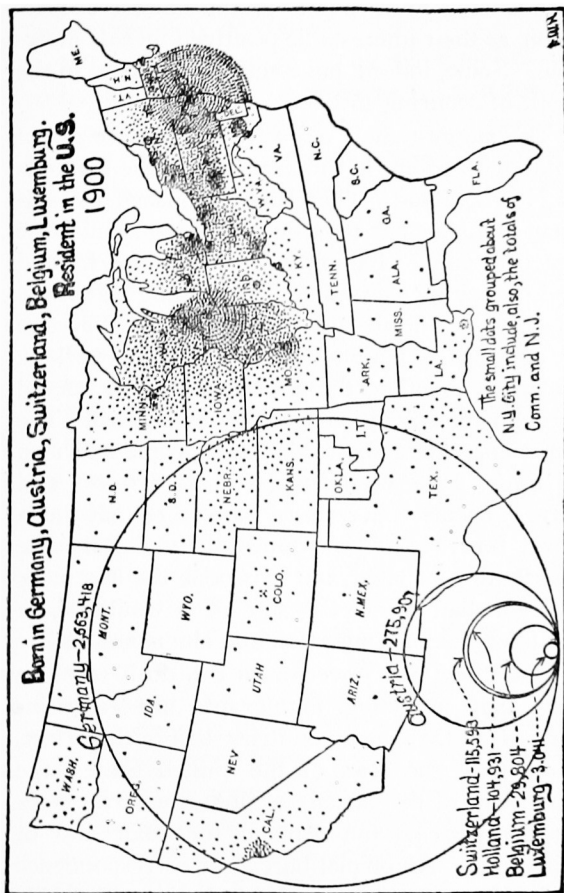 Born in Germany, Austria, Switzerland, Belgium, Luxemburg.
Resident in the U.S.
1900
Germany-2,663,418
Austria-275,907
Switzerland-115,593
Holland-104,931
Belgium-29,804
Luxemburg-3,041
The small dots grouped about
N.Y. City include, also, the totals of
Conn. and N.J.
WASH.
OREG.
CAL.
NEV
IDA.
MONT.
WYO.
UTAH
COLO.
ARIZ.
N.MEX.
N.D.
S.D.
NEBR.
KANS.
OKLA.
I.T.
TEX.
MINN
IOWA
MO.
ARK.
LA.
WIS.
KY.
TENN.
MISS.
ALA.
GA.
FLA.
S.C.
N.C.
VA.
W.VA.
VT.
N.H.
ME.